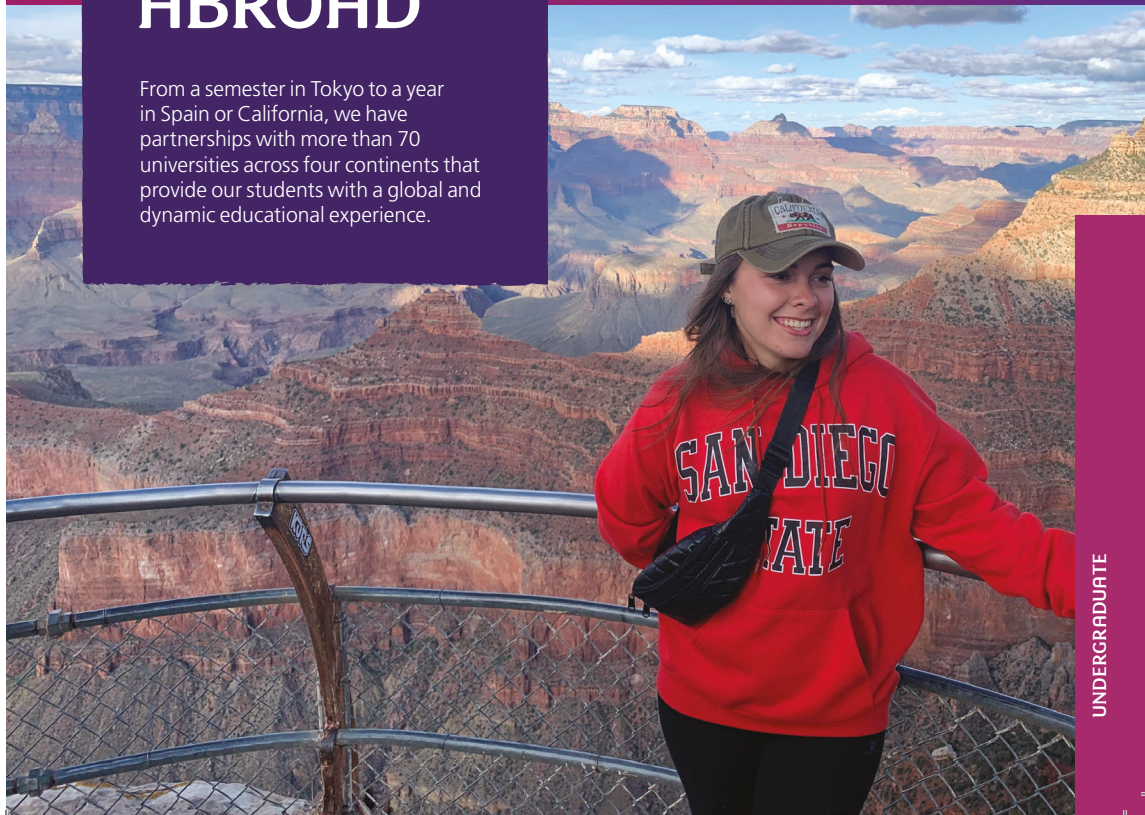 ABROAD
From a semester in Tokyo to a year
in Spain or California, we have
partnerships with more than 70
universities across four continents that
provide our students with a global and
dynamic educational experience.
CALIFORNIA
Republic
SAN DIEGO
TATE
UNDERGRADUATE